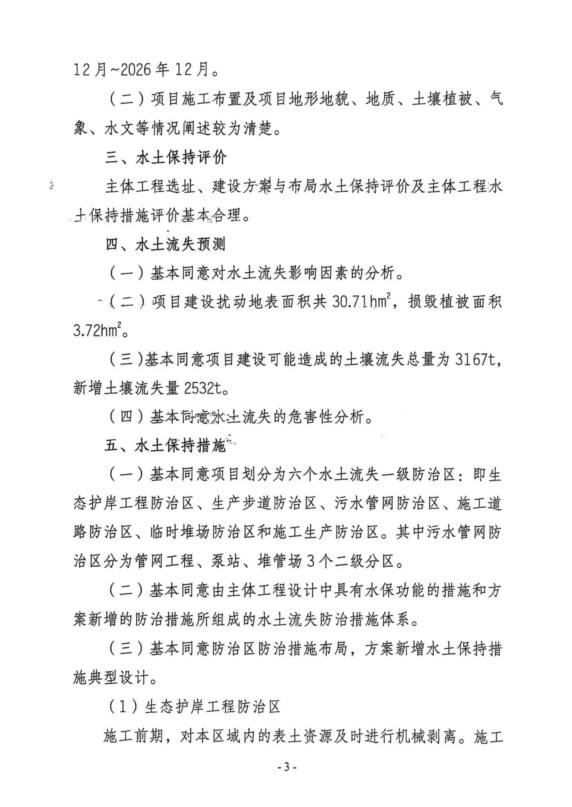 12月~2026年12月。
（二）项目施工布置及项目地形地貌、地质、土壤植被、气
象、水文等情况阐述较为清楚。
三、水土保持评价
主体工程选址、建设方案与布局水土保持评价及主体工程水
土保持措施评价基本合理。
四、水土流失预测
（一）基本同意对水土流失影响因素的分析。
（二）项目建设扰动地表面积共30.71hm²，损毁植被面积
3.72hm²。
（三）基本同意项目建设可能造成的土壤流失总量为3167t，
新增土壤流失量2532t。
（四）基本同意水土流失的危害性分析。
五、水土保持措施
（一）基本同意项目划分为六个水土流失一级防治区：即生
态护岸工程防治区、生产步道防治区、污水管网防治区、施工道
路防治区、临时堆场防治区和施工生产防治区。其中污水管网防
治区分为管网工程、泵站、堆管场3个二级分区。
（二）基本同意由主体工程设计中具有水保功能的措施和方
案新增的防治措施所组成的水土流失防治措施体系。
（三）基本同意防治区防治措施布局，方案新增水土保持措
施典型设计。
（1）生态护岸工程防治区
施工前期，对本区域内的表土资源及时进行机械剥离。施工
- 3 -